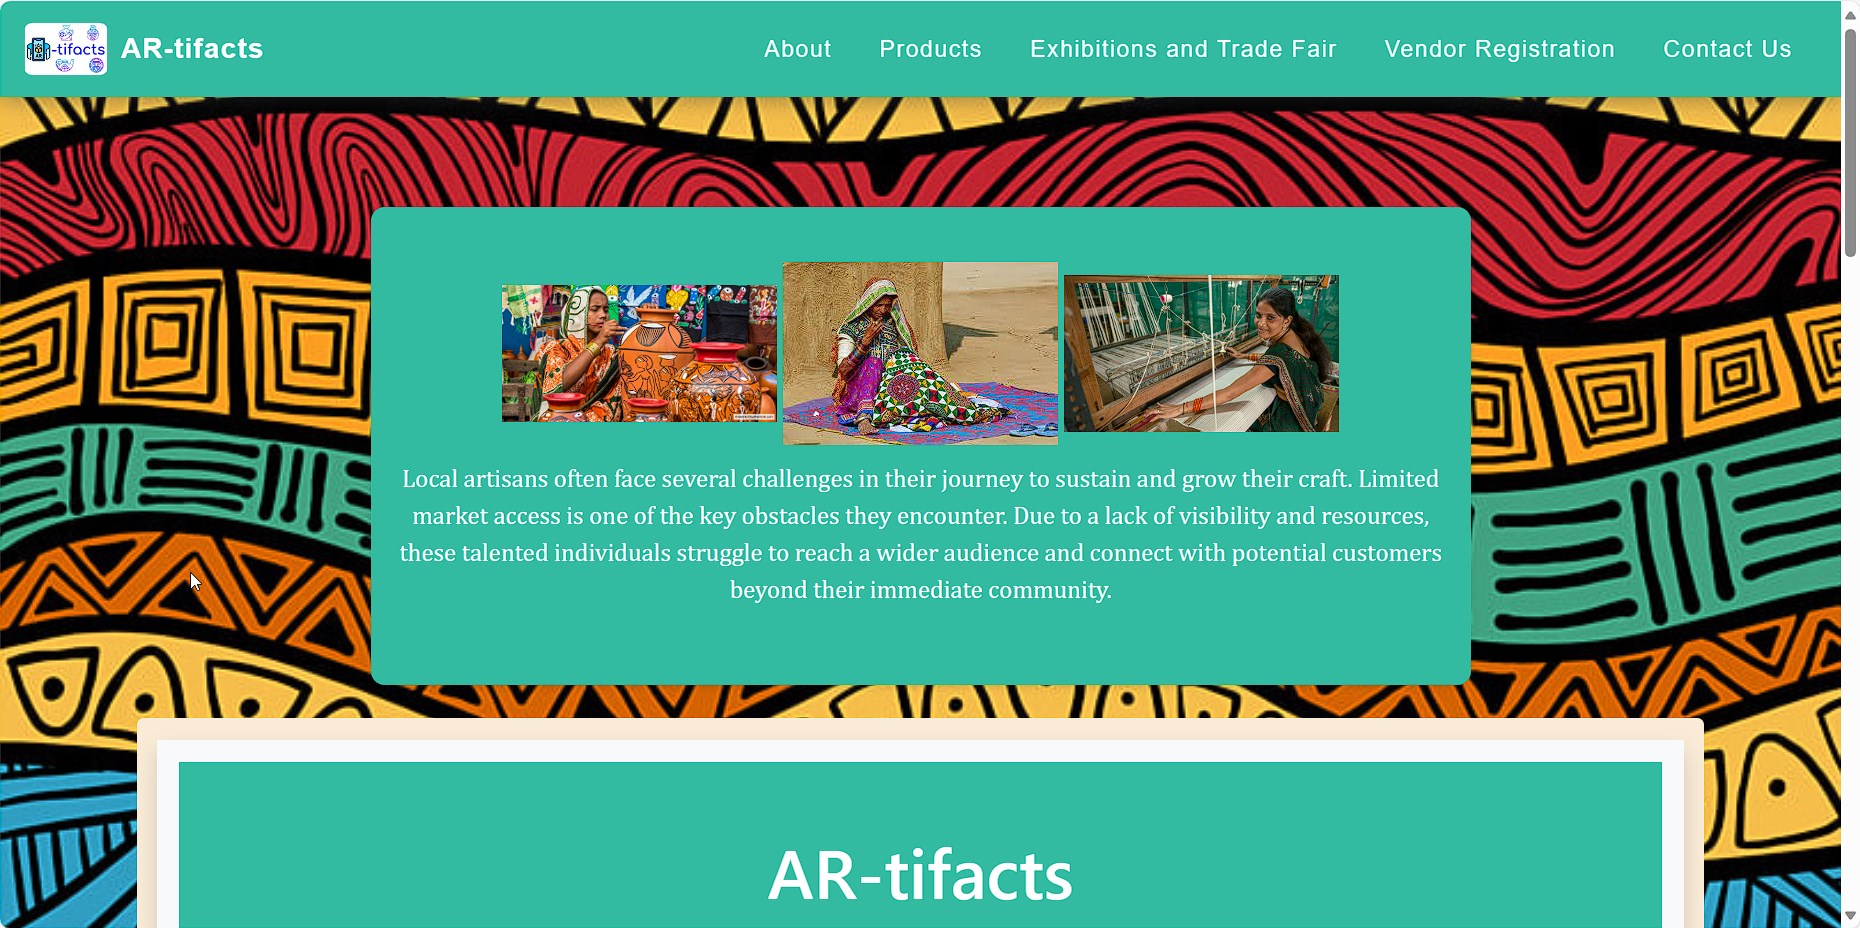 -tifacts
AR-tifacts
About
Products
Exhibitions and Trade Fair
Vendor Registration
Contact Us
Local artisans often face several challenges in their journey to sustain and grow their craft. Limited
market access is one of the key obstacles they encounter. Due to a lack of visibility and resources,
these talented individuals struggle to reach a wider audience and connect with potential customers
beyond their immediate community.
AR-tifacts